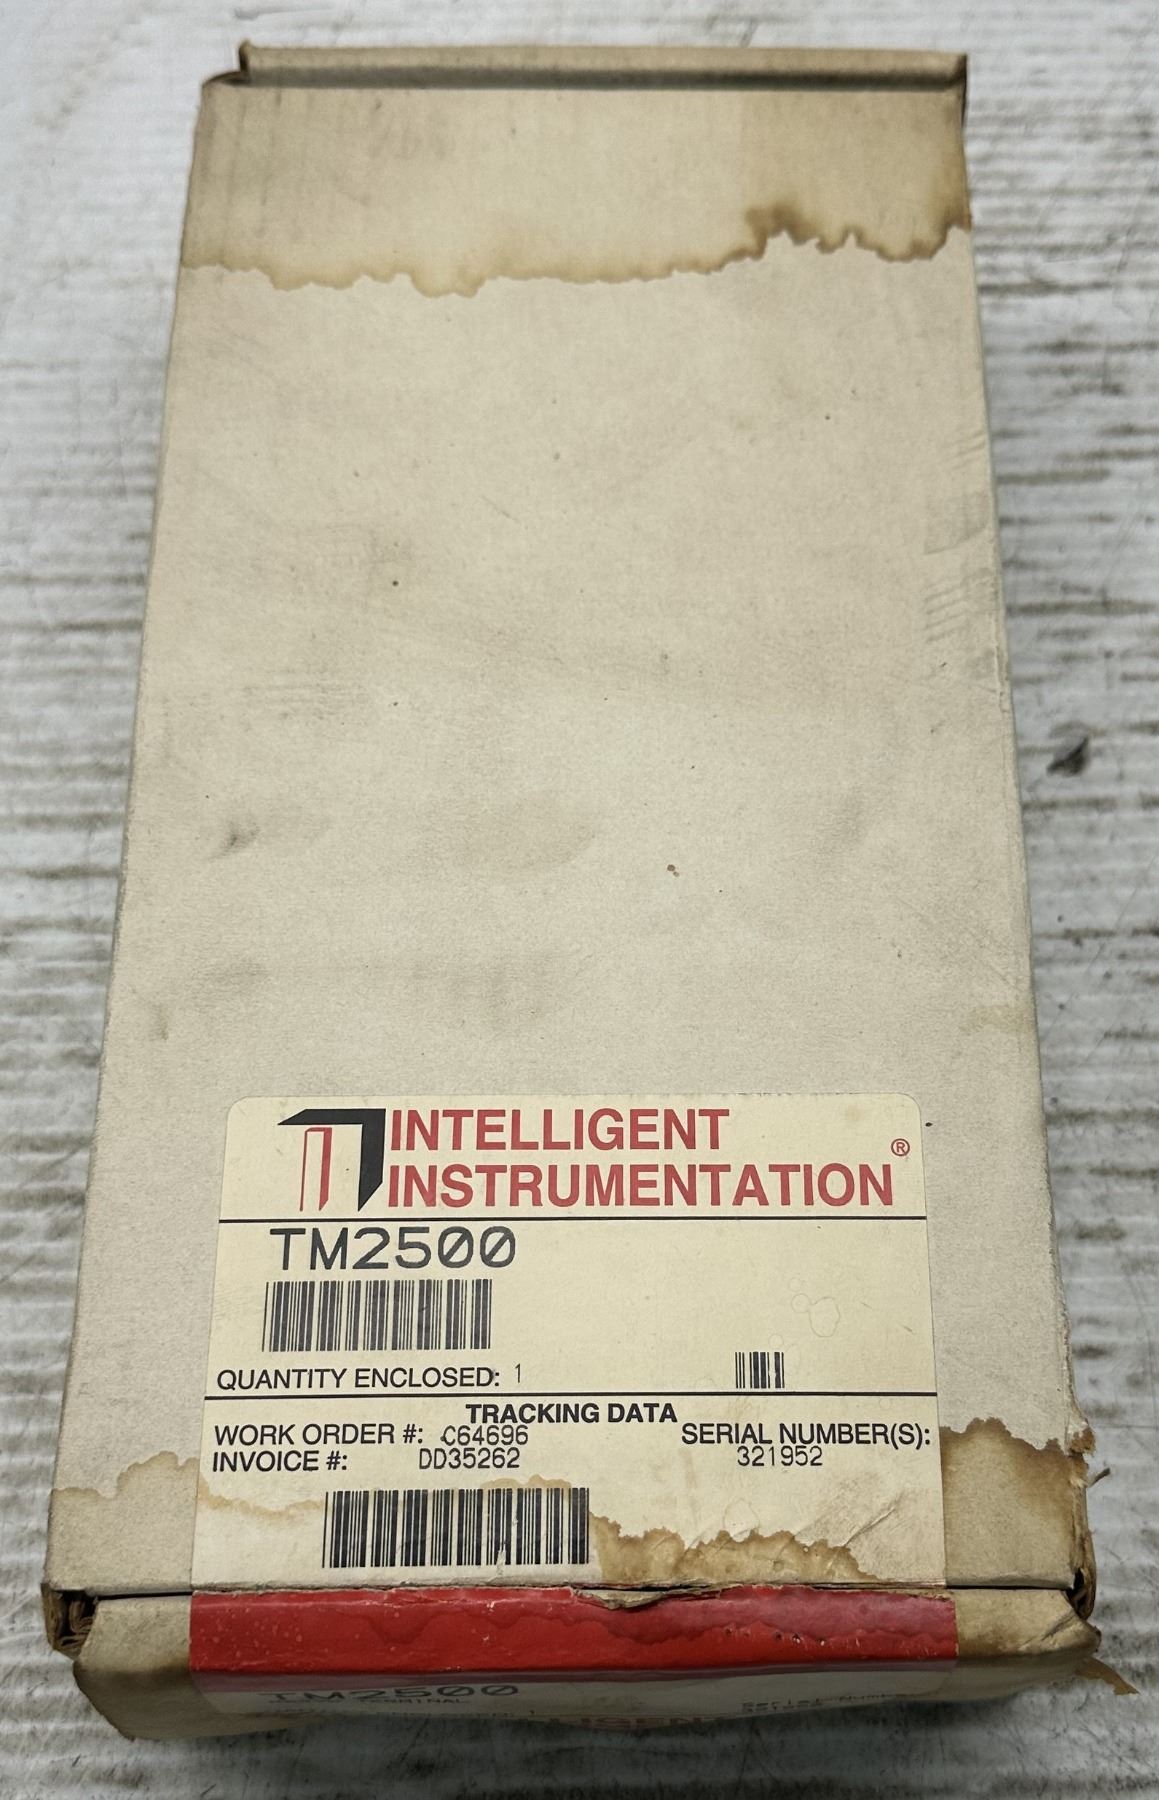 INTELLIGENT
INSTRUMENTATION®
TM2500
QUANTITY ENCLOSED: 1
TRACKING DATA
WORK ORDER #: C64696
SERIAL NUMBER(S):
INVOICE #: DD35262
321952
TM2500